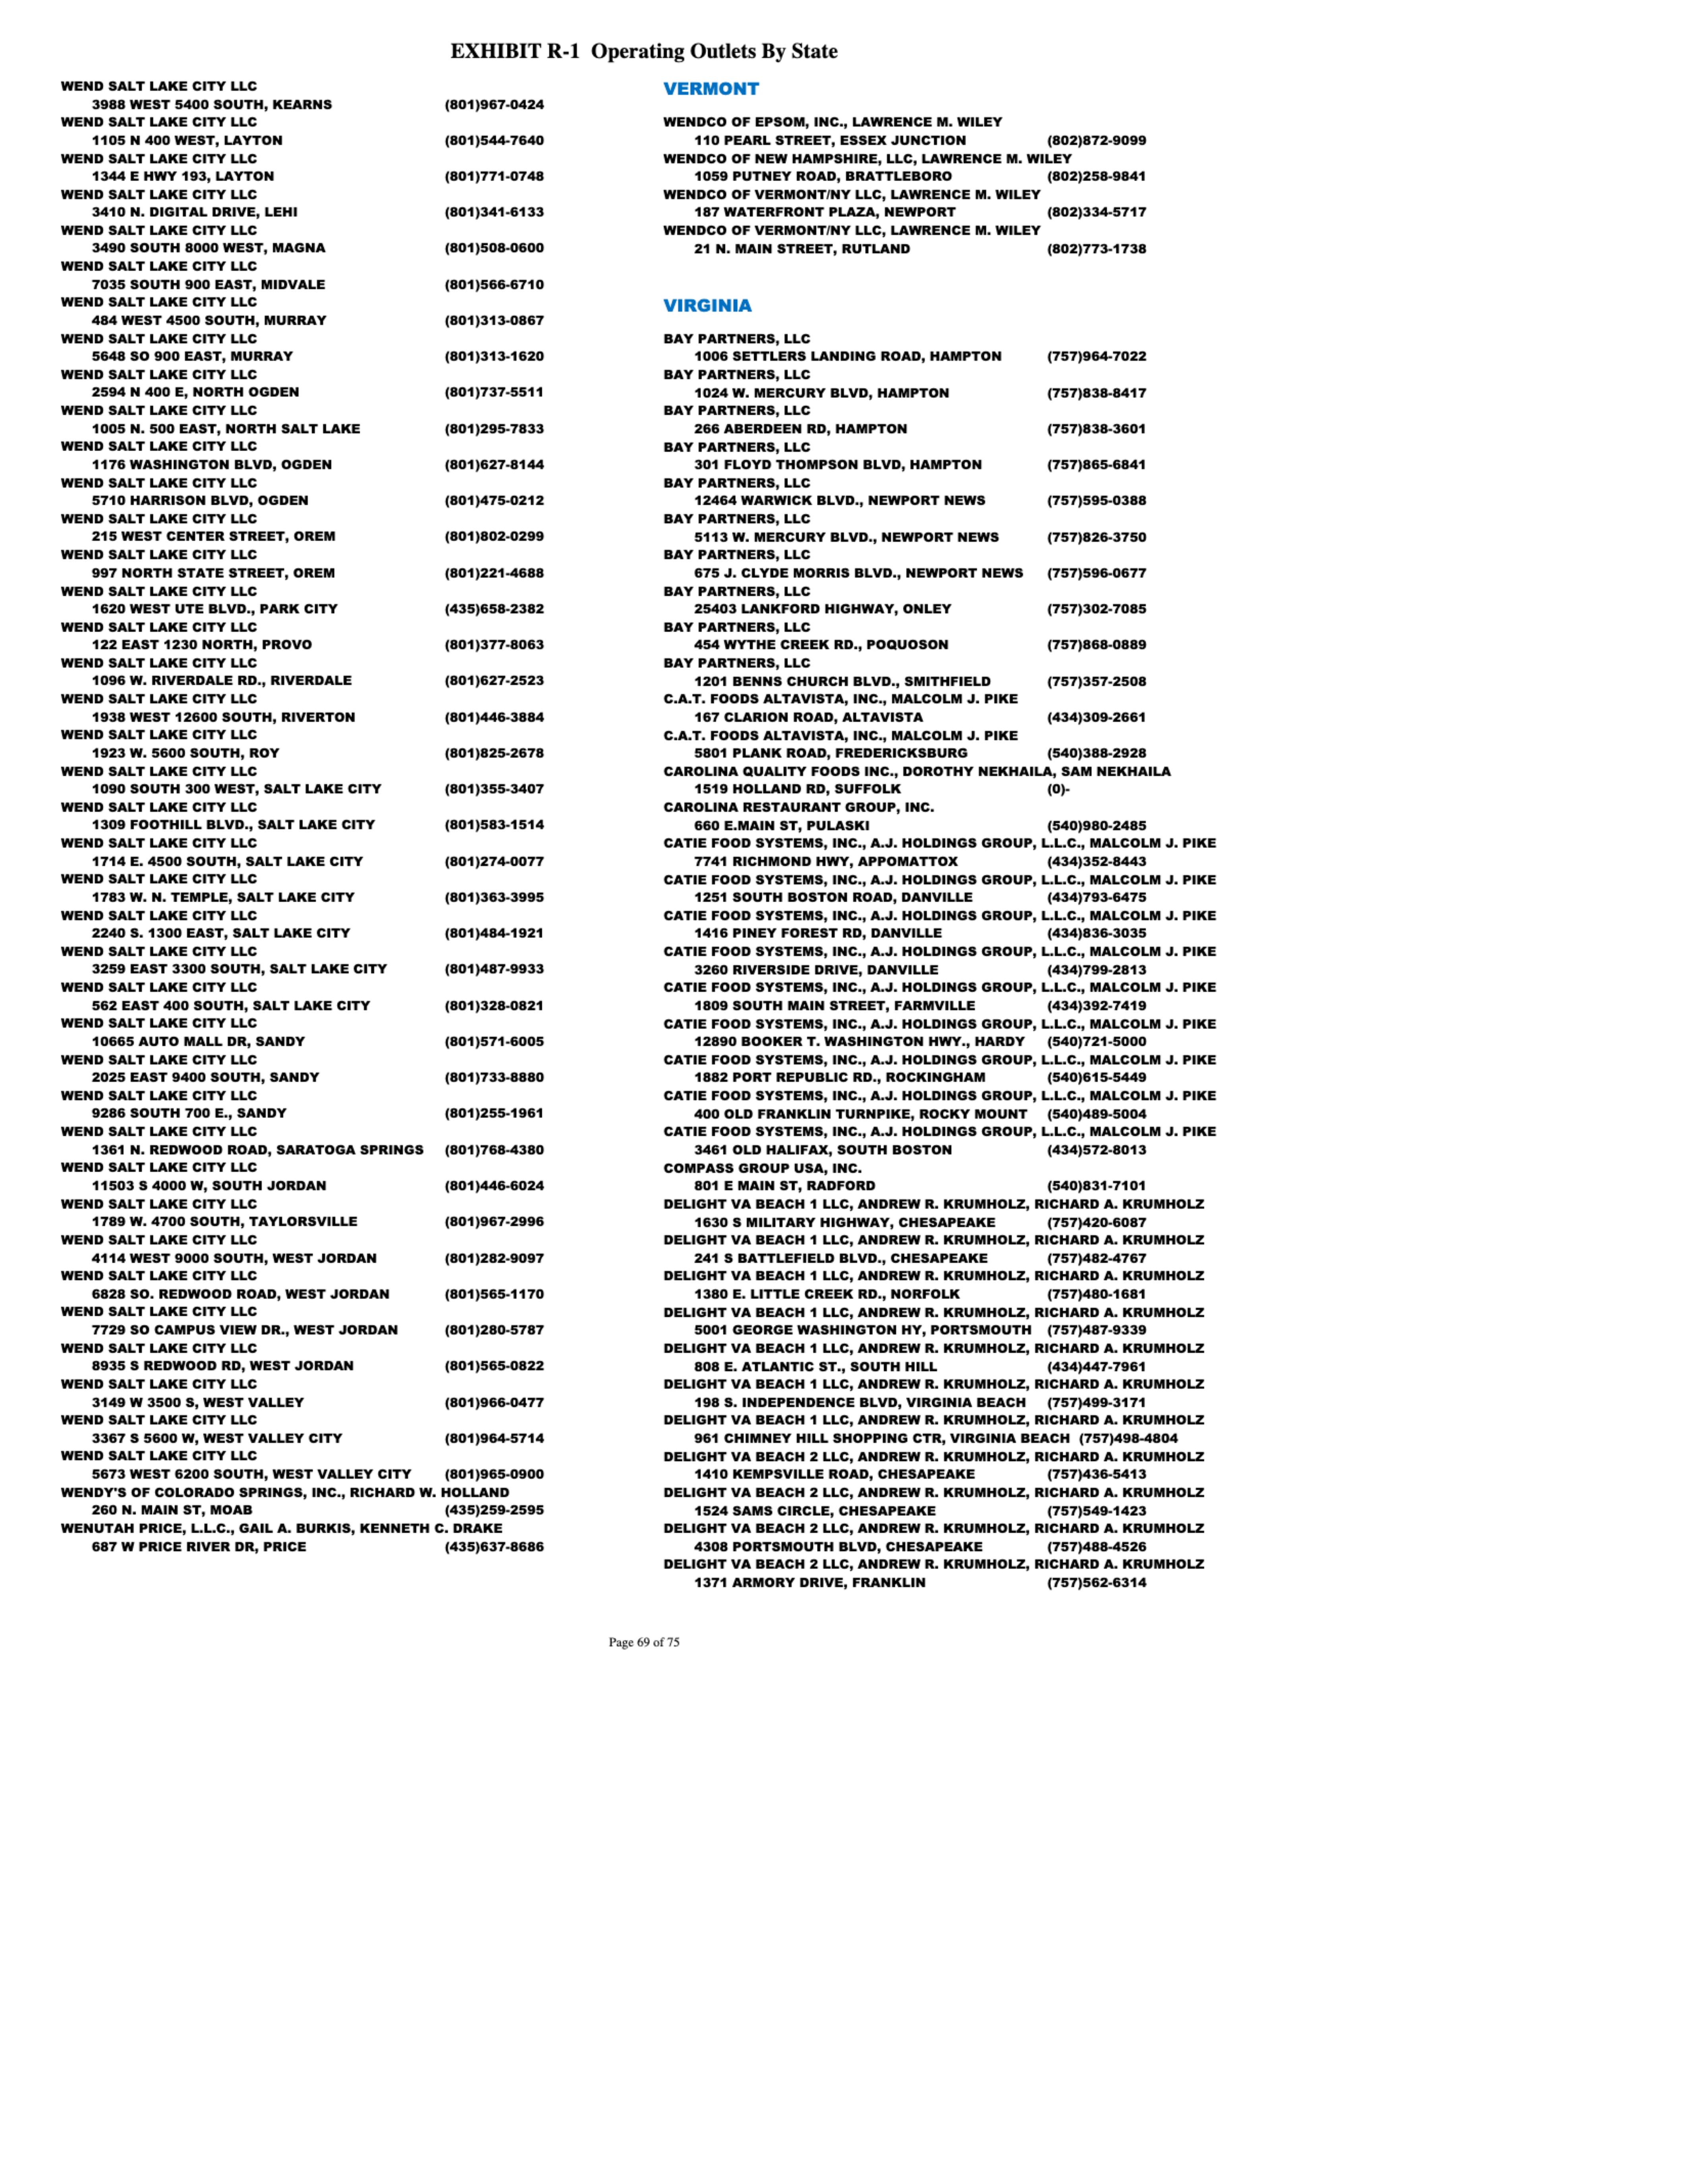 EXHIBIT R-1 Operating Outlets By State
WEND SALT LAKE CITY LLC
3988 WEST 5400 SOUTH, KEARNS (801)967-0424
WEND SALT LAKE CITY LLC
1105 N 400 WEST, LAYTON (801)544-7640
WEND SALT LAKE CITY LLC
1344 E HWY 193, LAYTON (801)771-0748
WEND SALT LAKE CITY LLC
3410 N. DIGITAL DRIVE, LEHI (801)341-6133
WEND SALT LAKE CITY LLC
3490 SOUTH 8000 WEST, MAGNA (801)508-0600
WEND SALT LAKE CITY LLC
7035 SOUTH 900 EAST, MIDVALE (801)566-6710
WEND SALT LAKE CITY LLC
484 WEST 4500 SOUTH, MURRAY (801)313-0867
WEND SALT LAKE CITY LLC
5648 SO 900 EAST, MURRAY (801)313-1620
WEND SALT LAKE CITY LLC
2594 N 400 E, NORTH OGDEN (801)737-5511
WEND SALT LAKE CITY LLC
1005 N. 500 EAST, NORTH SALT LAKE (801)295-7833
WEND SALT LAKE CITY LLC
1176 WASHINGTON BLVD, OGDEN (801)627-8144
WEND SALT LAKE CITY LLC
5710 HARRISON BLVD, OGDEN (801)475-0212
WEND SALT LAKE CITY LLC
215 WEST CENTER STREET, OREM (801)802-0299
WEND SALT LAKE CITY LLC
997 NORTH STATE STREET, OREM (801)221-4688
WEND SALT LAKE CITY LLC
1620 WEST UTE BLVD., PARK CITY (435)658-2382
WEND SALT LAKE CITY LLC
122 EAST 1230 NORTH, PROVO (801)377-8063
WEND SALT LAKE CITY LLC
1096 W. RIVERDALE RD., RIVERDALE (801)627-2523
WEND SALT LAKE CITY LLC
1938 WEST 12600 SOUTH, RIVERTON (801)446-3884
WEND SALT LAKE CITY LLC
1923 W. 5600 SOUTH, ROY (801)825-2678
WEND SALT LAKE CITY LLC
1090 SOUTH 300 WEST, SALT LAKE CITY (801)355-3407
WEND SALT LAKE CITY LLC
1309 FOOTHILL BLVD., SALT LAKE CITY (801)583-1514
WEND SALT LAKE CITY LLC
1714 E. 4500 SOUTH, SALT LAKE CITY (801)274-0077
WEND SALT LAKE CITY LLC
1783 W. N. TEMPLE, SALT LAKE CITY (801)363-3995
WEND SALT LAKE CITY LLC
2240 S. 1300 EAST, SALT LAKE CITY (801)484-1921
WEND SALT LAKE CITY LLC
3259 EAST 3300 SOUTH, SALT LAKE CITY (801)487-9933
WEND SALT LAKE CITY LLC
562 EAST 400 SOUTH, SALT LAKE CITY (801)328-0821
WEND SALT LAKE CITY LLC
10665 AUTO MALL DR, SANDY (801)571-6005
WEND SALT LAKE CITY LLC
2025 EAST 9400 SOUTH, SANDY (801)733-8880
WEND SALT LAKE CITY LLC
9286 SOUTH 700 E., SANDY (801)255-1961
WEND SALT LAKE CITY LLC
1361 N. REDWOOD ROAD, SARATOGA SPRINGS (801)768-4380
WEND SALT LAKE CITY LLC
11503 S 4000 W, SOUTH JORDAN (801)446-6024
WEND SALT LAKE CITY LLC
1789 W. 4700 SOUTH, TAYLORSVILLE (801)967-2996
WEND SALT LAKE CITY LLC
4114 WEST 9000 SOUTH, WEST JORDAN (801)282-9097
WEND SALT LAKE CITY LLC
6828 SO. REDWOOD ROAD, WEST JORDAN (801)565-1170
WEND SALT LAKE CITY LLC
7729 SO CAMPUS VIEW DR., WEST JORDAN (801)280-5787
WEND SALT LAKE CITY LLC
8935 S REDWOOD RD, WEST JORDAN (801)565-0822
WEND SALT LAKE CITY LLC
3149 W 3500 S, WEST VALLEY (801)966-0477
WEND SALT LAKE CITY LLC
3367 S 5600 W, WEST VALLEY CITY (801)964-5714
WEND SALT LAKE CITY LLC
5673 WEST 6200 SOUTH, WEST VALLEY CITY (801)965-0900
WENDY'S OF COLORADO SPRINGS, INC., RICHARD W. HOLLAND
260 N. MAIN ST, MOAB (435)259-2595
WENUTAH PRICE, L.L.C., GAIL A. BURKIS, KENNETH C. DRAKE
687 W PRICE RIVER DR, PRICE (435)637-8686
VERMONT
WENDCO OF EPSOM, INC., LAWRENCE M. WILEY
110 PEARL STREET, ESSEX JUNCTION (802)872-9099
WENDCO OF NEW HAMPSHIRE, LLC, LAWRENCE M. WILEY
1059 PUTNEY ROAD, BRATTLEBORO (802)258-9841
WENDCO OF VERMONT/NY LLC, LAWRENCE M. WILEY
187 WATERFRONT PLAZA, NEWPORT (802)334-5717
WENDCO OF VERMONT/NY LLC, LAWRENCE M. WILEY
21 N. MAIN STREET, RUTLAND (802)773-1738
VIRGINIA
BAY PARTNERS, LLC
1006 SETTLERS LANDING ROAD, HAMPTON (757)964-7022
BAY PARTNERS, LLC
1024 W. MERCURY BLVD, HAMPTON (757)838-8417
BAY PARTNERS, LLC
266 ABERDEEN RD, HAMPTON (757)838-3601
BAY PARTNERS, LLC
301 FLOYD THOMPSON BLVD, HAMPTON (757)865-6841
BAY PARTNERS, LLC
12464 WARWICK BLVD., NEWPORT NEWS (757)595-0388
BAY PARTNERS, LLC
5113 W. MERCURY BLVD., NEWPORT NEWS (757)826-3750
BAY PARTNERS, LLC
675 J. CLYDE MORRIS BLVD., NEWPORT NEWS (757)596-0677
BAY PARTNERS, LLC
25403 LANKFORD HIGHWAY, ONLEY (757)302-7085
BAY PARTNERS, LLC
454 WYTHE CREEK RD., POQUOSON (757)868-0889
BAY PARTNERS, LLC
1201 BENNS CHURCH BLVD., SMITHFIELD (757)357-2508
C.A.T. FOODS ALTAVISTA, INC., MALCOLM J. PIKE
167 CLARION ROAD, ALTAVISTA (434)309-2661
C.A.T. FOODS ALTAVISTA, INC., MALCOLM J. PIKE
5801 PLANK ROAD, FREDERICKSBURG (540)388-2928
CAROLINA QUALITY FOODS INC., DOROTHY NEKHAILA, SAM NEKHAILA
1519 HOLLAND RD, SUFFOLK (0)-
CAROLINA RESTAURANT GROUP, INC.
660 E.MAIN ST, PULASKI (540)980-2485
CATIE FOOD SYSTEMS, INC., A.J. HOLDINGS GROUP, L.L.C., MALCOLM J. PIKE
7741 RICHMOND HWY, APPOMATTOX (434)352-8443
CATIE FOOD SYSTEMS, INC., A.J. HOLDINGS GROUP, L.L.C., MALCOLM J. PIKE
1251 SOUTH BOSTON ROAD, DANVILLE (434)793-6475
CATIE FOOD SYSTEMS, INC., A.J. HOLDINGS GROUP, L.L.C., MALCOLM J. PIKE
1416 PINEY FOREST RD, DANVILLE (434)836-3035
CATIE FOOD SYSTEMS, INC., A.J. HOLDINGS GROUP, L.L.C., MALCOLM J. PIKE
3260 RIVERSIDE DRIVE, DANVILLE (434)799-2813
CATIE FOOD SYSTEMS, INC., A.J. HOLDINGS GROUP, L.L.C., MALCOLM J. PIKE
1809 SOUTH MAIN STREET, FARMVILLE (434)392-7419
CATIE FOOD SYSTEMS, INC., A.J. HOLDINGS GROUP, L.L.C., MALCOLM J. PIKE
12890 BOOKER T. WASHINGTON HWY., HARDY (540)721-5000
CATIE FOOD SYSTEMS, INC., A.J. HOLDINGS GROUP, L.L.C., MALCOLM J. PIKE
1882 PORT REPUBLIC RD., ROCKINGHAM (540)615-5449
CATIE FOOD SYSTEMS, INC., A.J. HOLDINGS GROUP, L.L.C., MALCOLM J. PIKE
400 OLD FRANKLIN TURNPIKE, ROCKY MOUNT (540)489-5004
CATIE FOOD SYSTEMS, INC., A.J. HOLDINGS GROUP, L.L.C., MALCOLM J. PIKE
3461 OLD HALIFAX, SOUTH BOSTON (434)572-8013
COMPASS GROUP USA, INC.
801 E MAIN ST, RADFORD (540)831-7101
DELIGHT VA BEACH 1 LLC, ANDREW R. KRUMHOLZ, RICHARD A. KRUMHOLZ
1630 S MILITARY HIGHWAY, CHESAPEAKE (757)420-6087
DELIGHT VA BEACH 1 LLC, ANDREW R. KRUMHOLZ, RICHARD A. KRUMHOLZ
241 S BATTLEFIELD BLVD., CHESAPEAKE (757)482-4767
DELIGHT VA BEACH 1 LLC, ANDREW R. KRUMHOLZ, RICHARD A. KRUMHOLZ
1380 E. LITTLE CREEK RD., NORFOLK (757)480-1681
DELIGHT VA BEACH 1 LLC, ANDREW R. KRUMHOLZ, RICHARD A. KRUMHOLZ
5001 GEORGE WASHINGTON HY, PORTSMOUTH (757)487-9339
DELIGHT VA BEACH 1 LLC, ANDREW R. KRUMHOLZ, RICHARD A. KRUMHOLZ
808 E. ATLANTIC ST., SOUTH HILL (434)447-7961
DELIGHT VA BEACH 1 LLC, ANDREW R. KRUMHOLZ, RICHARD A. KRUMHOLZ
198 S. INDEPENDENCE BLVD, VIRGINIA BEACH (757)499-3171
DELIGHT VA BEACH 1 LLC, ANDREW R. KRUMHOLZ, RICHARD A. KRUMHOLZ
961 CHIMNEY HILL SHOPPING CTR, VIRGINIA BEACH (757)498-4804
DELIGHT VA BEACH 2 LLC, ANDREW R. KRUMHOLZ, RICHARD A. KRUMHOLZ
1410 KEMPSVILLE ROAD, CHESAPEAKE (757)436-5413
DELIGHT VA BEACH 2 LLC, ANDREW R. KRUMHOLZ, RICHARD A. KRUMHOLZ
1524 SAMS CIRCLE, CHESAPEAKE (757)549-1423
DELIGHT VA BEACH 2 LLC, ANDREW R. KRUMHOLZ, RICHARD A. KRUMHOLZ
4308 PORTSMOUTH BLVD, CHESAPEAKE (757)488-4526
DELIGHT VA BEACH 2 LLC, ANDREW R. KRUMHOLZ, RICHARD A. KRUMHOLZ
1371 ARMORY DRIVE, FRANKLIN (757)562-6314
Page 69 of 75